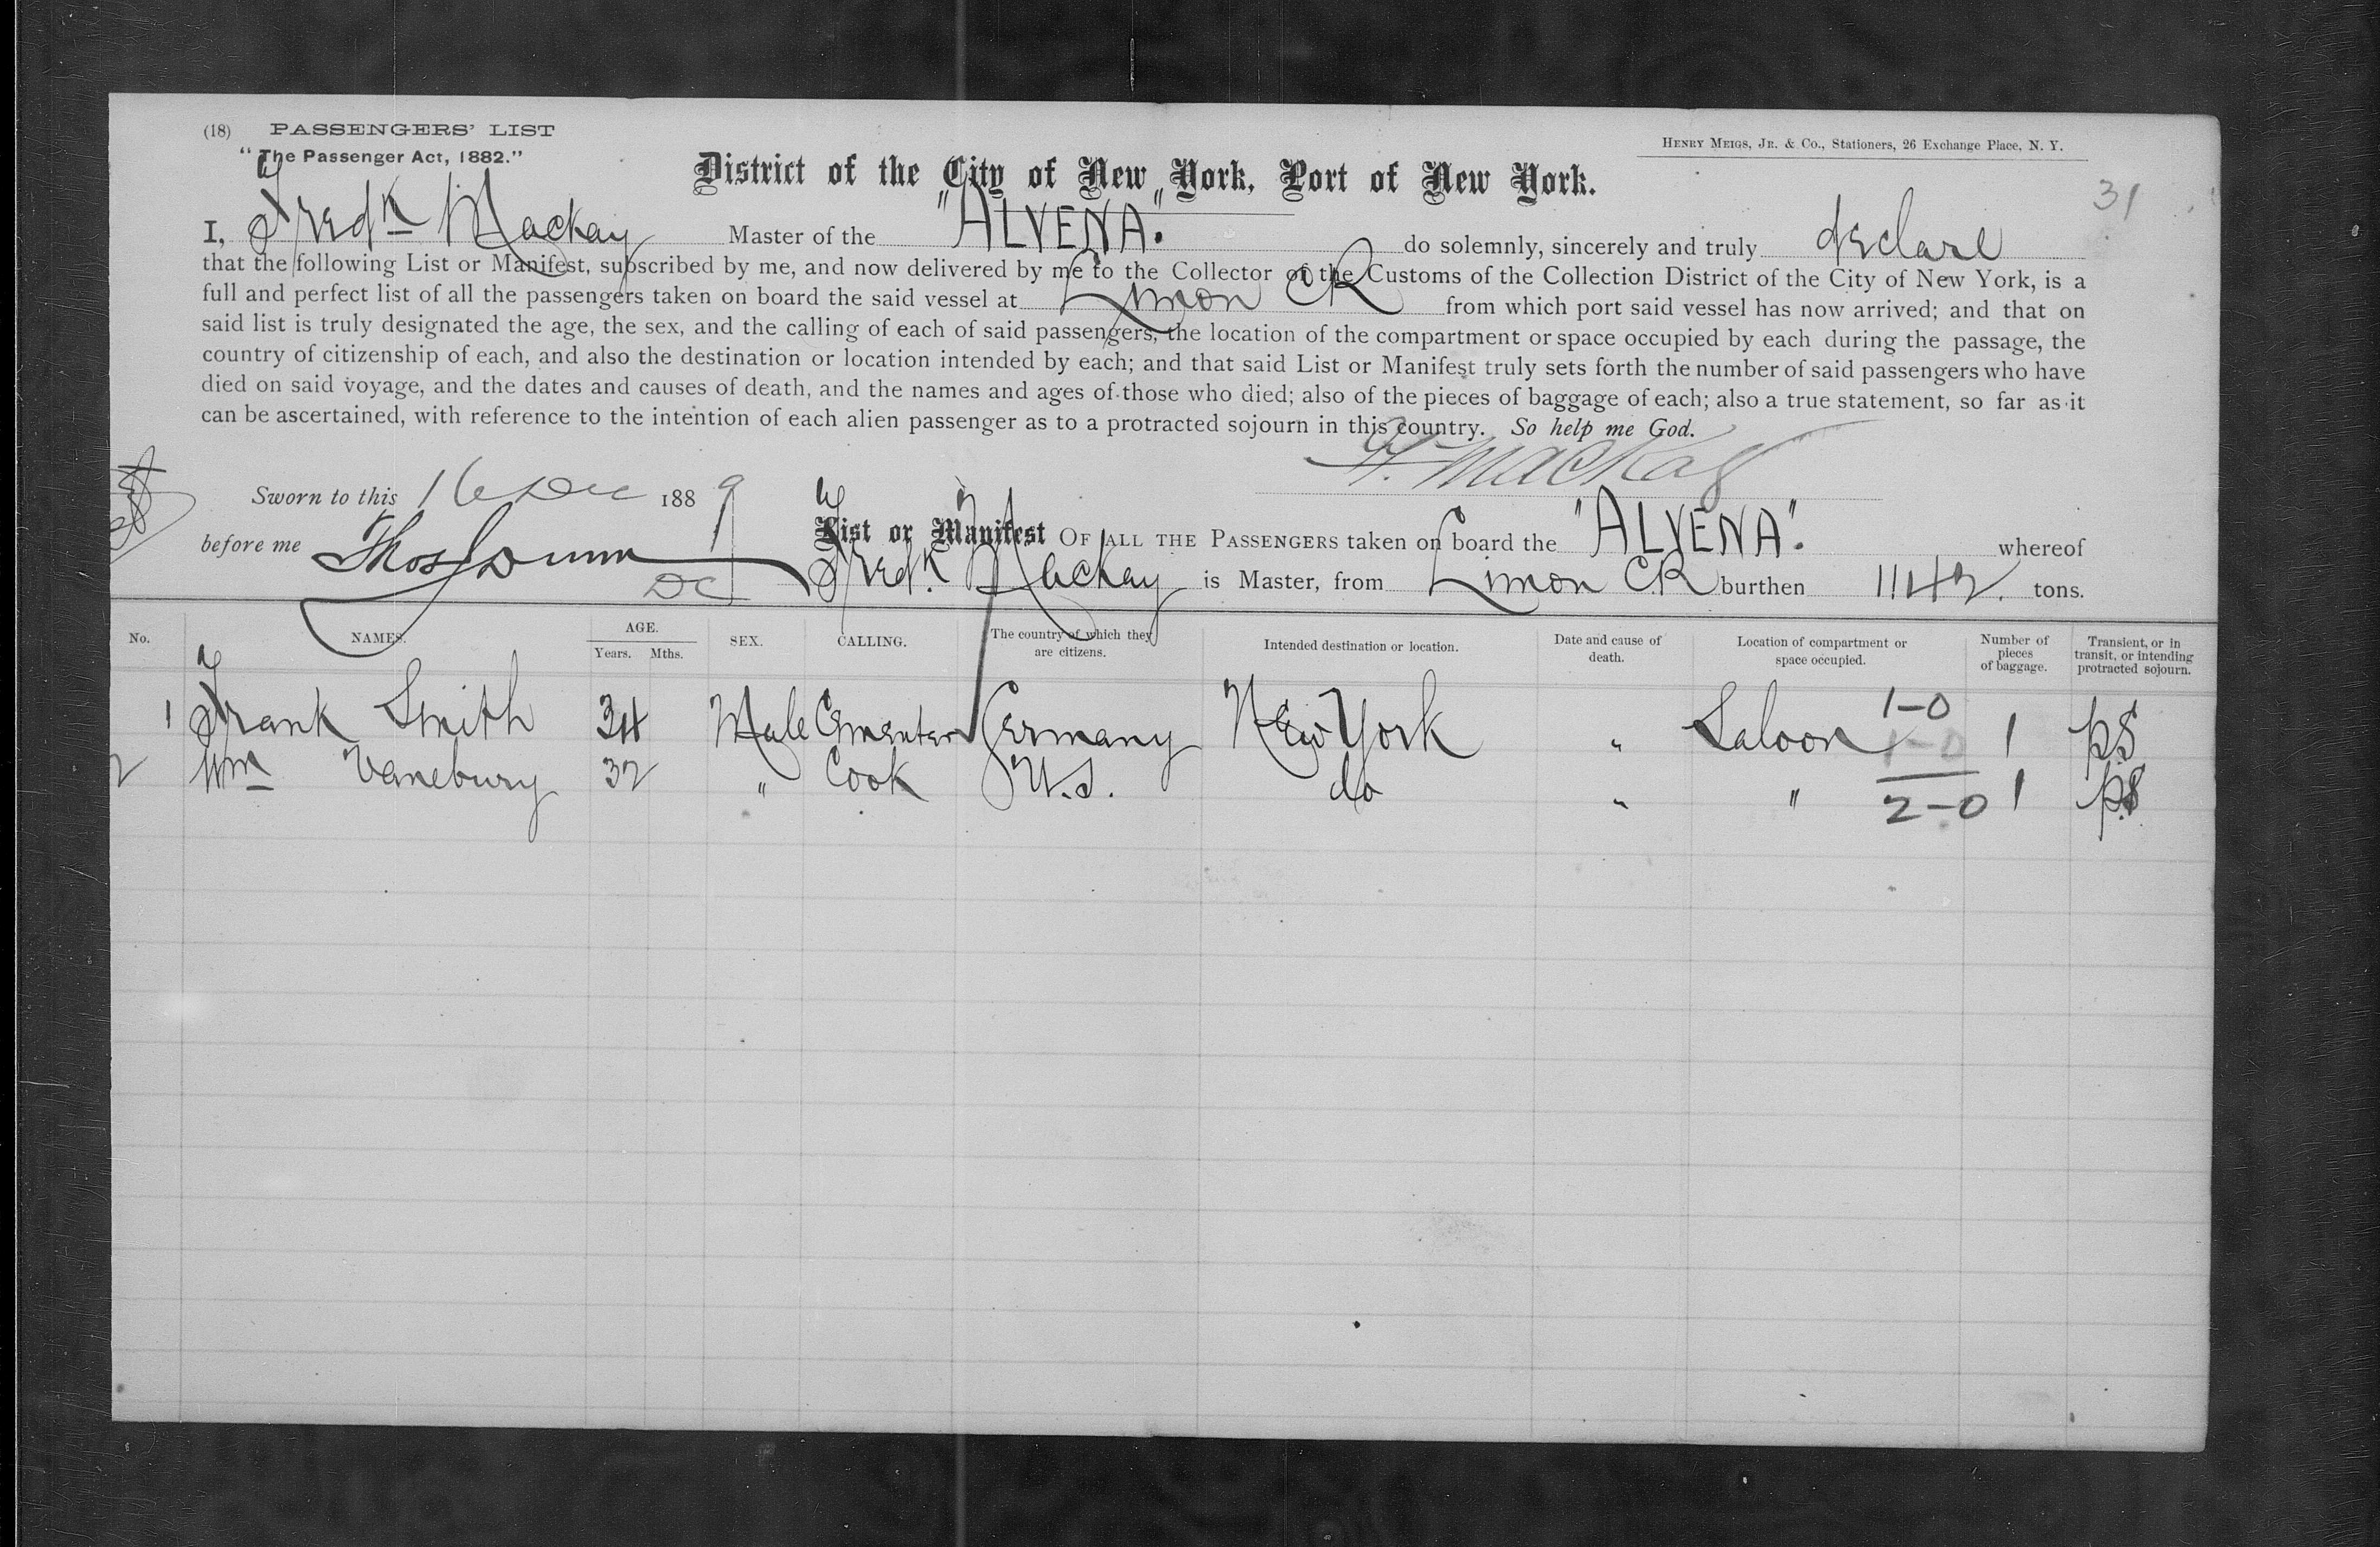 (18) PASSENGERS' LIST
"The Passenger Act, 1882."
HENRY MEIGS, JR. & CO., Stationers, 26 Exchange Place, N. Y.
District of the City of New York, Port of New York.
31
I, Fredk Mackay Master of the "ALVENA." do solemnly, sincerely and truly declare
that the following List or Manifest, subscribed by me, and now delivered by me to the Collector of the Customs of the Collection District of the City of New York, is a
full and perfect list of all the passengers taken on board the said vessel at Limon CR from which port said vessel has now arrived; and that on
said list is truly designated the age, the sex, and the calling of each of said passengers, the location of the compartment or space occupied by each during the passage, the
country of citizenship of each, and also the destination or location intended by each; and that said List or Manifest truly sets forth the number of said passengers who have
died on said voyage, and the dates and causes of death, and the names and ages of those who died; also of the pieces of baggage of each; also a true statement, so far as it
can be ascertained, with reference to the intention of each alien passenger as to a protracted sojourn in this country. So help me God.
F. Mackay
Sworn to this 16 Dec 1889
before me Thos Dunn
DC
List or Manifest OF ALL THE PASSENGERS taken on board the "ALVENA". whereof
Fredk. Mackay is Master, from Limon C.R burthen 1142. tons.
No. NAMES. AGE. Years. Mths. SEX. CALLING. The country of which they are citizens. Intended destination or location. Date and cause of death. Location of compartment or space occupied. Number of pieces of baggage. Transient, or in transit, or intending protracted sojourn.
1 Frank Smith 34 Male Germany New York " Saloon 1-0 1 p.S
1-0
2 Wm Vanebury 32 " Cook U.S. do " " 2-0 1 p.S